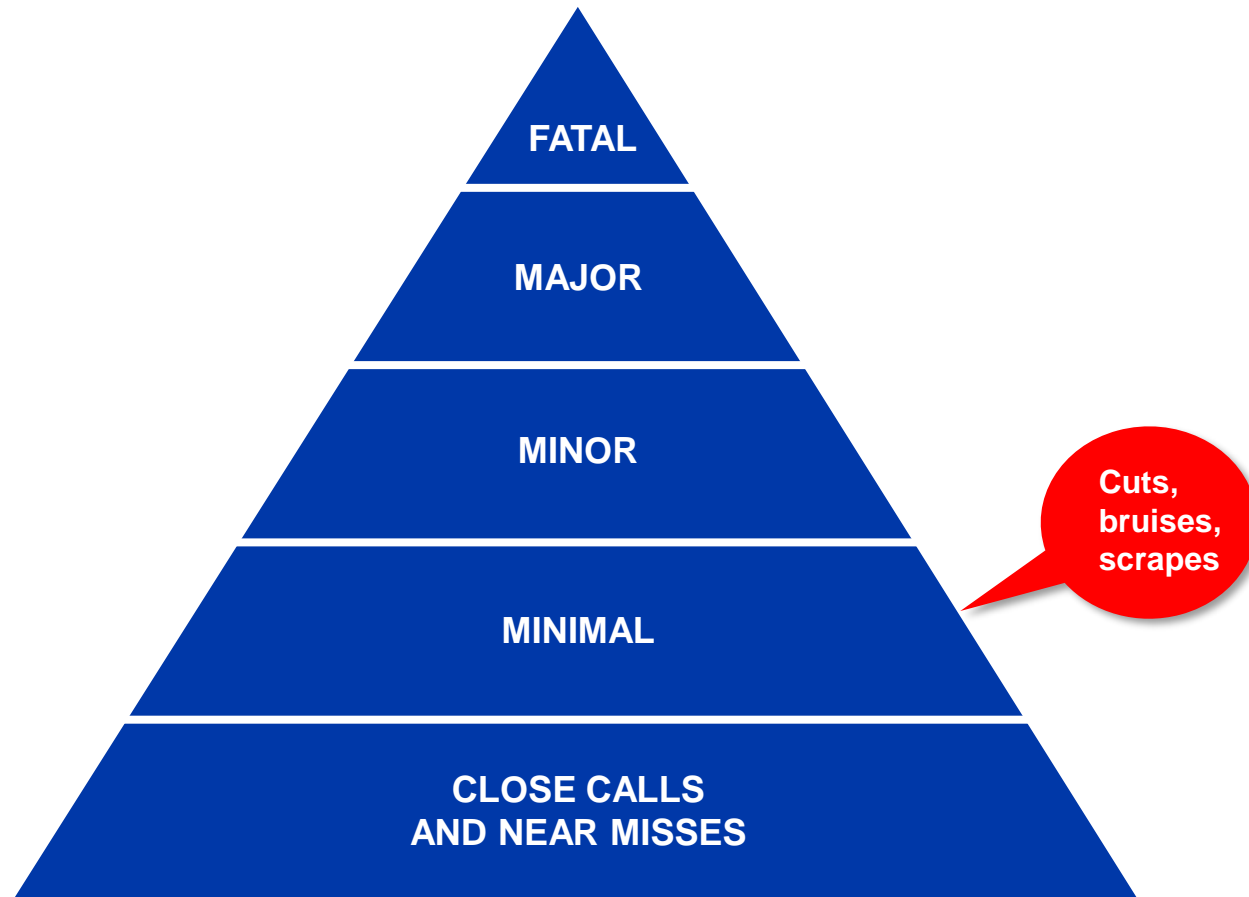 FATAL
MAJOR
MINOR
Cuts,
bruises,
scrapes
MINIMAL
CLOSE CALLS
AND NEAR MISSES